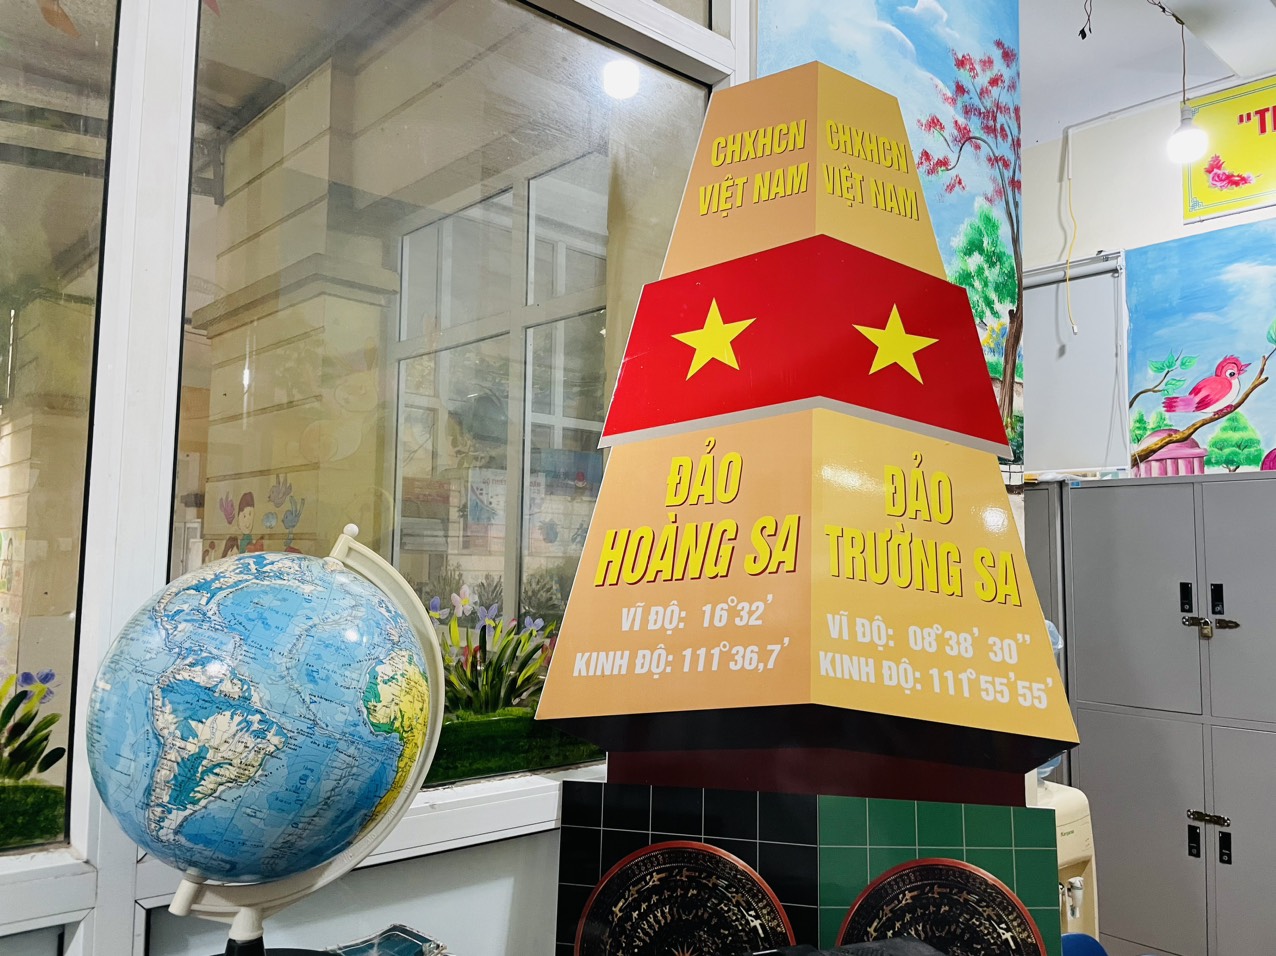 CHXHCN
VIỆT NAM
CHXHCN
VIỆT NAM
ĐẢO
HOÀNG SA
VĨ ĐỘ: 16°32’
KINH ĐỘ: 111°36,7’
ĐẢO
TRƯỜNG SA
VĨ ĐỘ: 08°38’ 30”
KINH ĐỘ: 111°55’55’